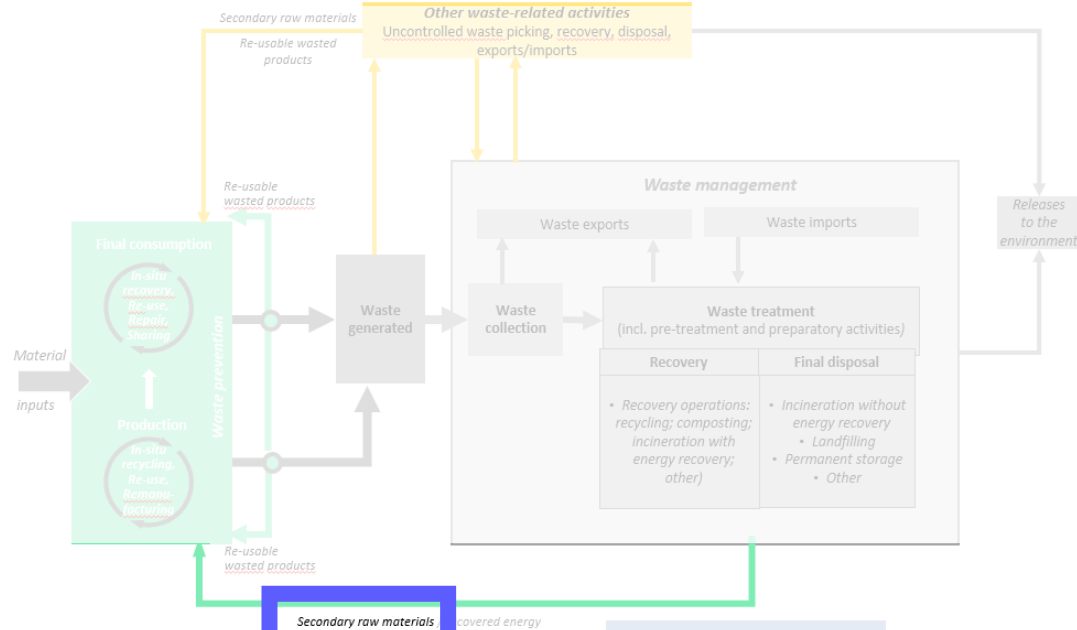 Secondary raw materials
Re-usable wasted
products
Other waste-related activities
Uncontrolled waste picking, recovery, disposal,
exports/imports
Re-usable
wasted products
Final consumption
In-situ
recovery,
Re-use,
Repair,
Sharing
Waste prevention
Material
inputs
Production
In-situ
recycling,
Re-use,
Remanu-
facturing
Re-usable
wasted products
Waste
generated
Waste management
Waste exports
Waste imports
Waste
collection
Waste treatment
(incl. pre-treatment and preparatory activities)
Recovery
Final disposal
• Recovery operations:
recycling; composting;
incineration with
energy recovery;
other)
• Incineration without
energy recovery
• Landfilling
• Permanent storage
• Other
Releases
to the
environment
Secondary raw materials covered energy